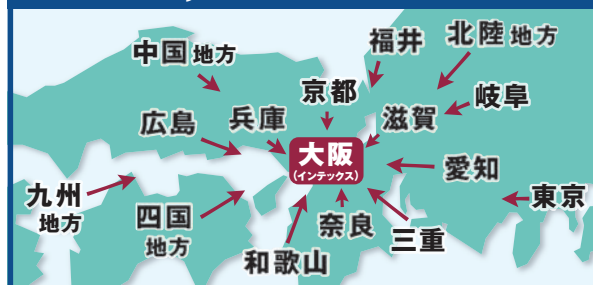 中国地方
福井
北陸地方
京都
岐阜
広島
兵庫
滋賀
大阪
(インテックス)
愛知
九州
地方
四国
地方
奈良
東京
三重
和歌山